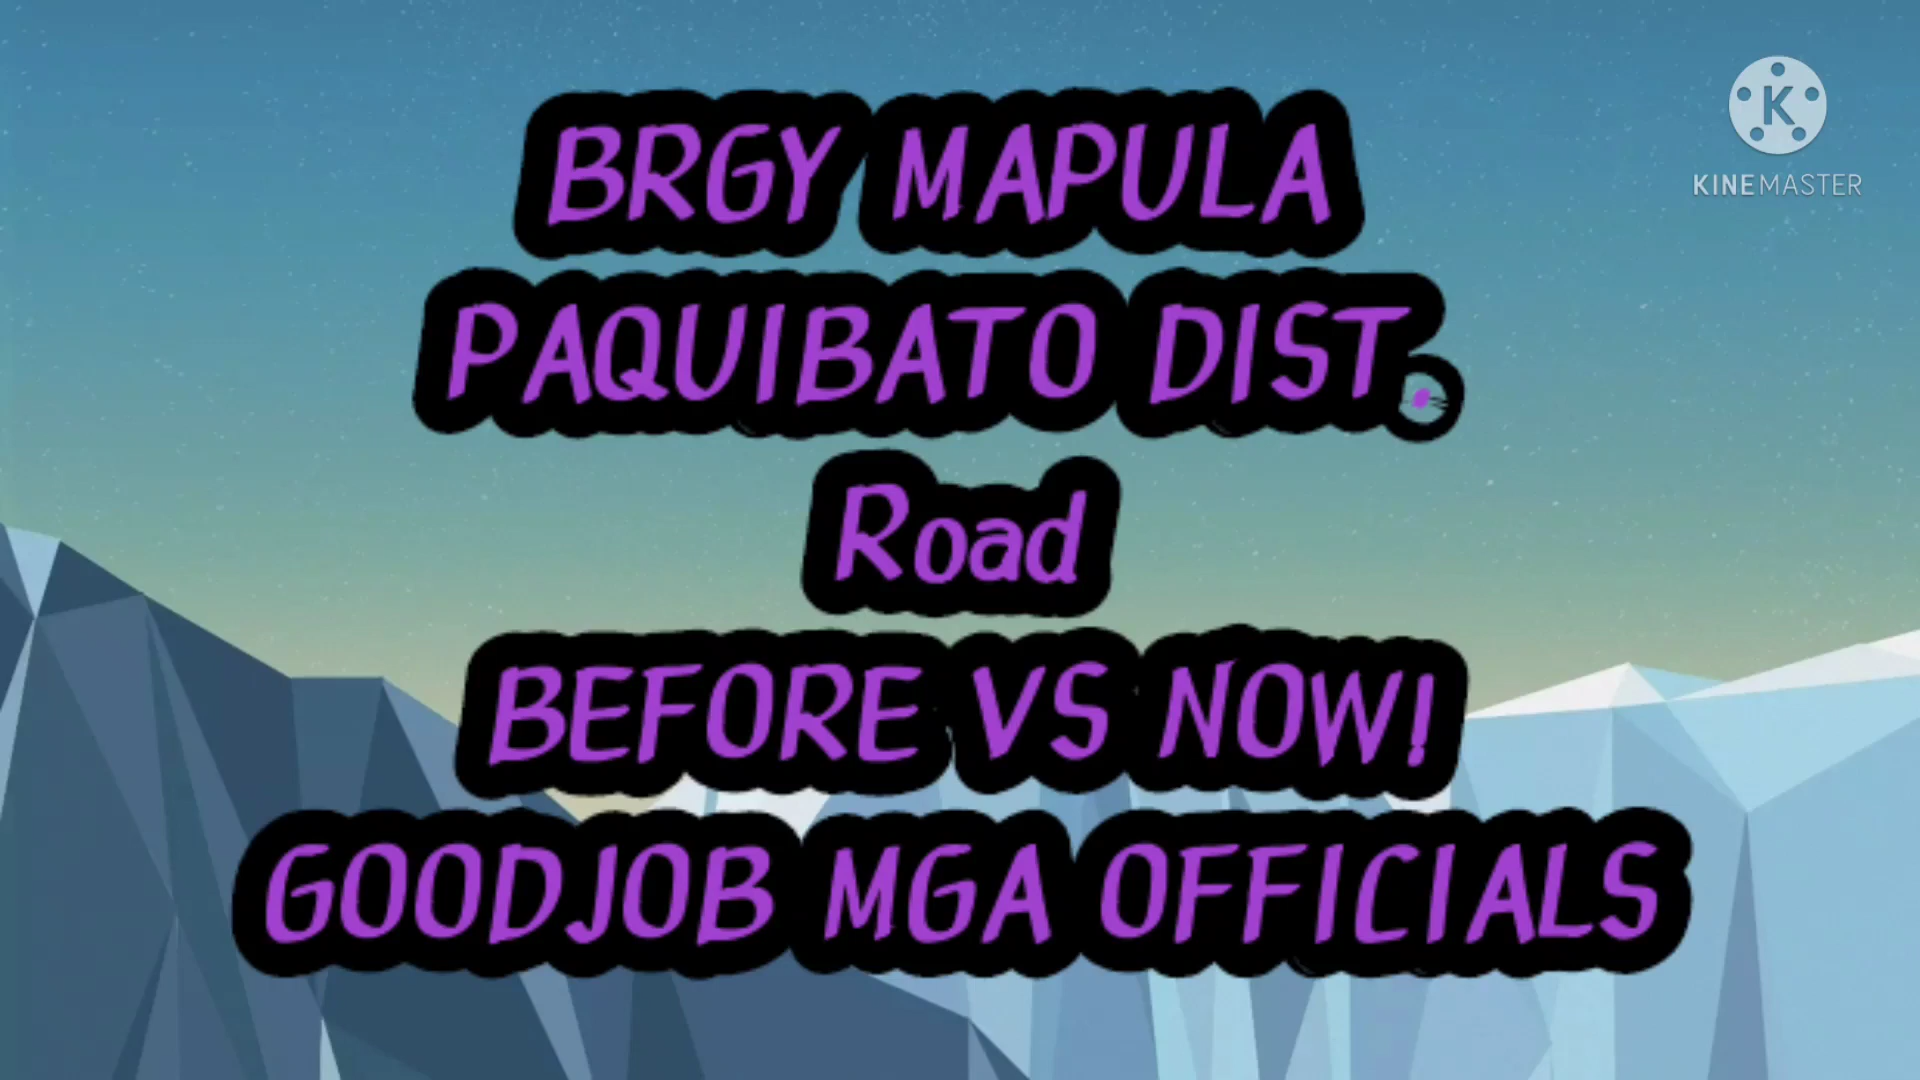 BRGY MAPULA
PAQUIBATO DIST.
Road
BEFORE VS NOW!
GOODJOB MGA OFFICIALS
K
KINEMASTER